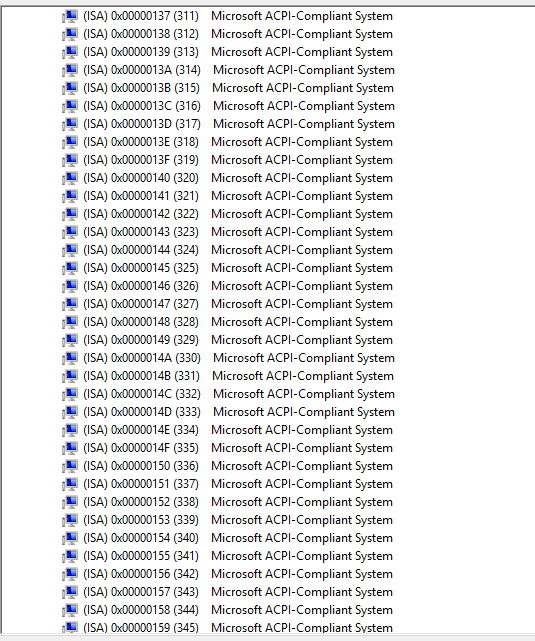 (ISA) 0x00000137 (311) Microsoft ACPI-Compliant System
(ISA) 0x00000138 (312) Microsoft ACPI-Compliant System
(ISA) 0x00000139 (313) Microsoft ACPI-Compliant System
(ISA) 0x0000013A (314) Microsoft ACPI-Compliant System
(ISA) 0x0000013B (315) Microsoft ACPI-Compliant System
(ISA) 0x0000013C (316) Microsoft ACPI-Compliant System
(ISA) 0x0000013D (317) Microsoft ACPI-Compliant System
(ISA) 0x0000013E (318) Microsoft ACPI-Compliant System
(ISA) 0x0000013F (319) Microsoft ACPI-Compliant System
(ISA) 0x00000140 (320) Microsoft ACPI-Compliant System
(ISA) 0x00000141 (321) Microsoft ACPI-Compliant System
(ISA) 0x00000142 (322) Microsoft ACPI-Compliant System
(ISA) 0x00000143 (323) Microsoft ACPI-Compliant System
(ISA) 0x00000144 (324) Microsoft ACPI-Compliant System
(ISA) 0x00000145 (325) Microsoft ACPI-Compliant System
(ISA) 0x00000146 (326) Microsoft ACPI-Compliant System
(ISA) 0x00000147 (327) Microsoft ACPI-Compliant System
(ISA) 0x00000148 (328) Microsoft ACPI-Compliant System
(ISA) 0x00000149 (329) Microsoft ACPI-Compliant System
(ISA) 0x0000014A (330) Microsoft ACPI-Compliant System
(ISA) 0x0000014B (331) Microsoft ACPI-Compliant System
(ISA) 0x0000014C (332) Microsoft ACPI-Compliant System
(ISA) 0x0000014D (333) Microsoft ACPI-Compliant System
(ISA) 0x0000014E (334) Microsoft ACPI-Compliant System
(ISA) 0x0000014F (335) Microsoft ACPI-Compliant System
(ISA) 0x00000150 (336) Microsoft ACPI-Compliant System
(ISA) 0x00000151 (337) Microsoft ACPI-Compliant System
(ISA) 0x00000152 (338) Microsoft ACPI-Compliant System
(ISA) 0x00000153 (339) Microsoft ACPI-Compliant System
(ISA) 0x00000154 (340) Microsoft ACPI-Compliant System
(ISA) 0x00000155 (341) Microsoft ACPI-Compliant System
(ISA) 0x00000156 (342) Microsoft ACPI-Compliant System
(ISA) 0x00000157 (343) Microsoft ACPI-Compliant System
(ISA) 0x00000158 (344) Microsoft ACPI-Compliant System
(ISA) 0x00000159 (345) Microsoft ACPI-Compliant System